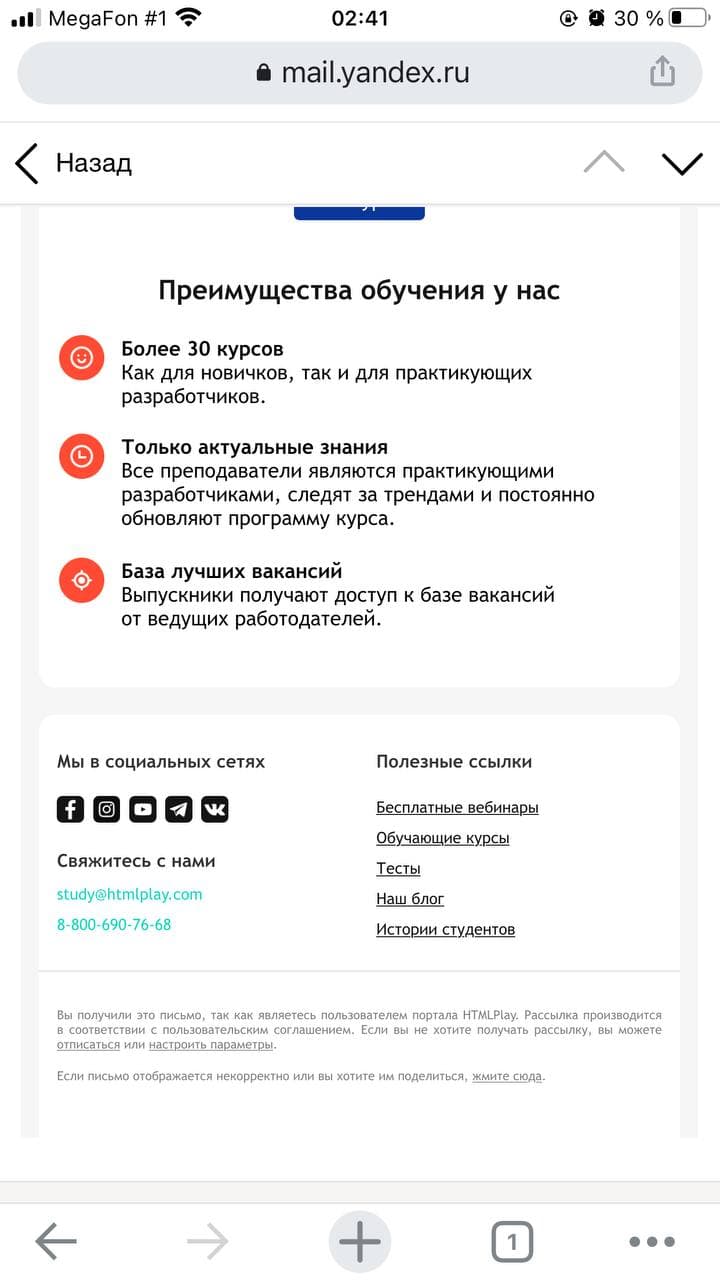 MegaFon #1
02:41
30 %
mail.yandex.ru
Назад
Преимущества обучения у нас
Более 30 курсов
Как для новичков, так и для практикующих
разработчиков.
Только актуальные знания
Все преподаватели являются практикующими
разработчиками, следят за трендами и постоянно
обновляют программу курса.
База лучших вакансий
Выпускники получают доступ к базе вакансий
от ведущих работодателей.
Мы в социальных сетях
Свяжитесь с нами
study@htmlplay.com
8-800-690-76-68
Полезные ссылки
Бесплатные вебинары
Обучающие курсы
Тесты
Наш блог
Истории студентов
Вы получили это письмо, так как являетесь пользователем портала HTMLPlay. Рассылка производится
в соответствии с пользовательским соглашением. Если вы не хотите получать рассылку, вы можете
отписаться или настроить параметры.
Если письмо отображается некорректно или вы хотите им поделиться, жмите сюда.
1